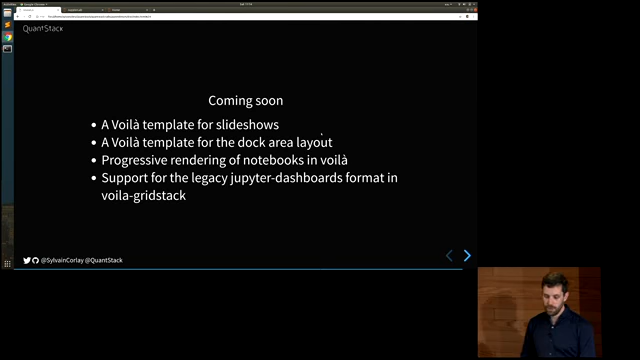 QuantStack
Coming soon
• A Voilà template for slideshows
• A Voilà template for the dock area layout
• Progressive rendering of notebooks in voilà
• Support for the legacy jupyter-dashboards format in
voila-gridstack
@SylvainCorlay @QuantStack